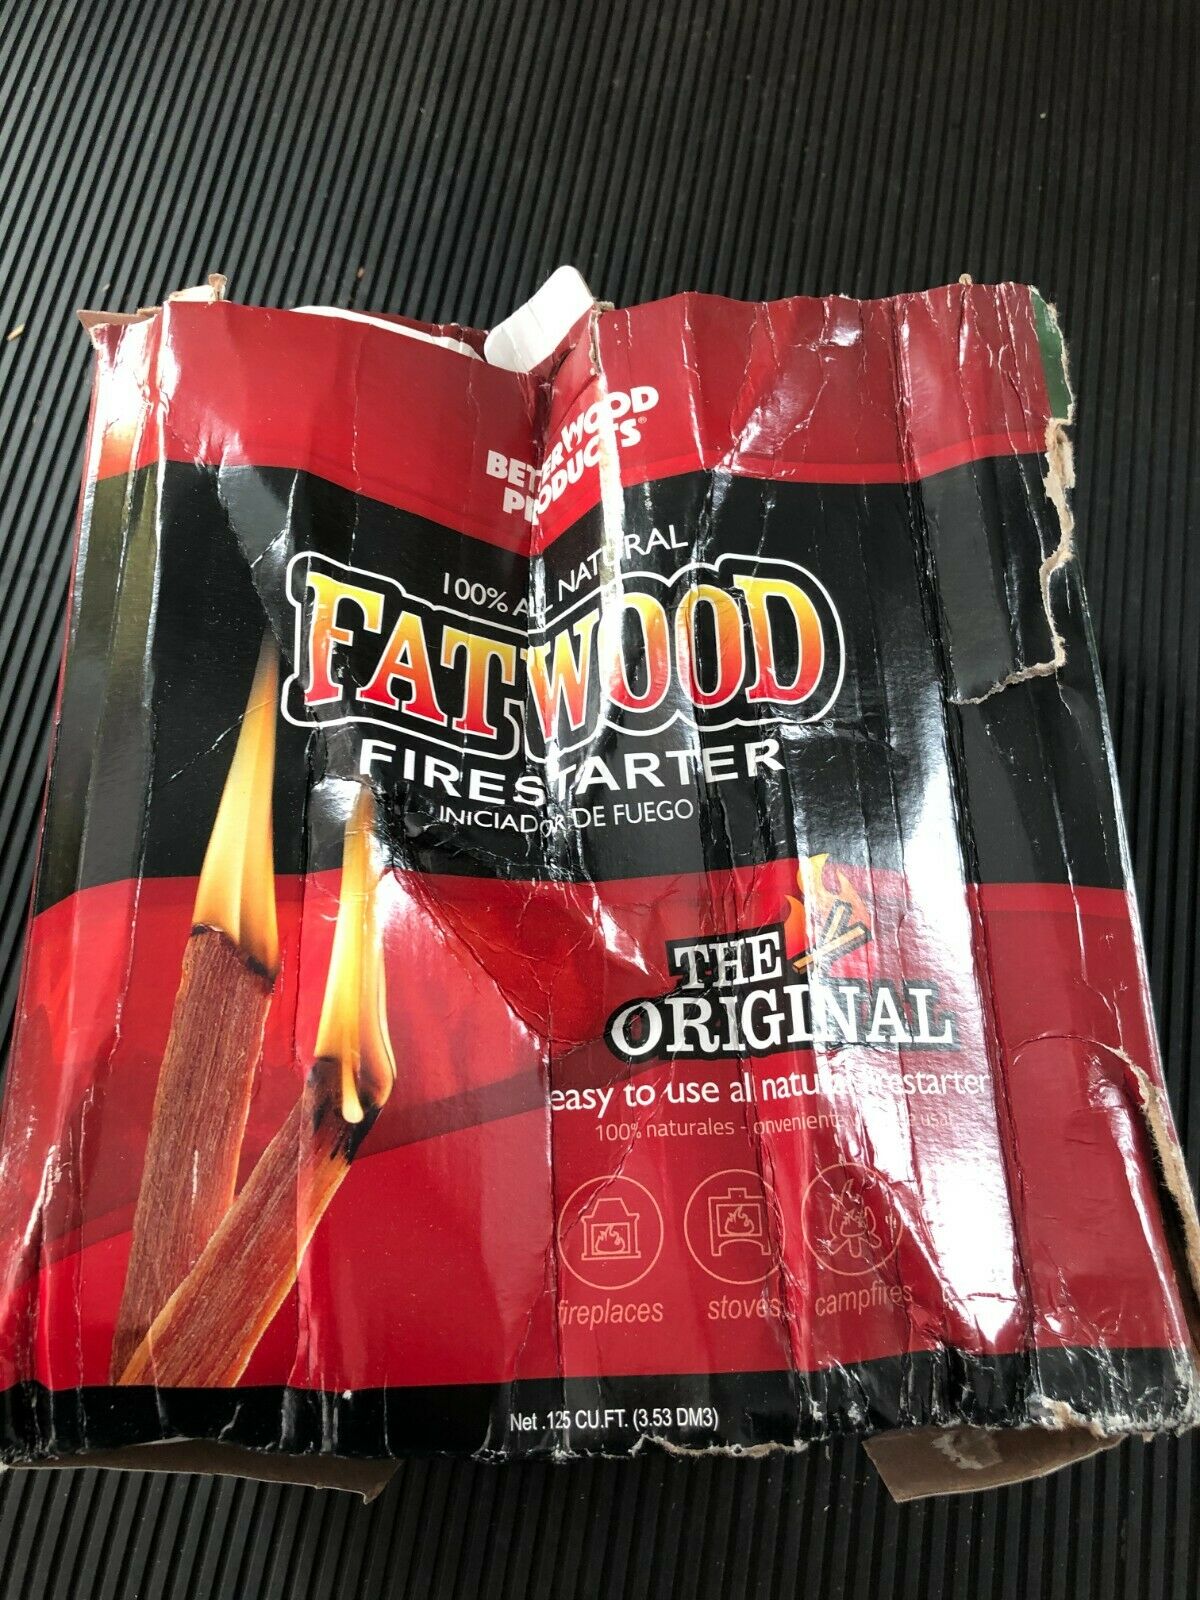 BETTERWOOD
PRODUCTS®
100% ALL NATURAL
FATWOOD
FIRESTARTER
INICIADOR DE FUEGO
THE
ORIGINAL
easy to use all natural firestarter
100% naturales - usar
fireplaces stoves campfires
Net .125 CU.FT. (3.53 DM3)